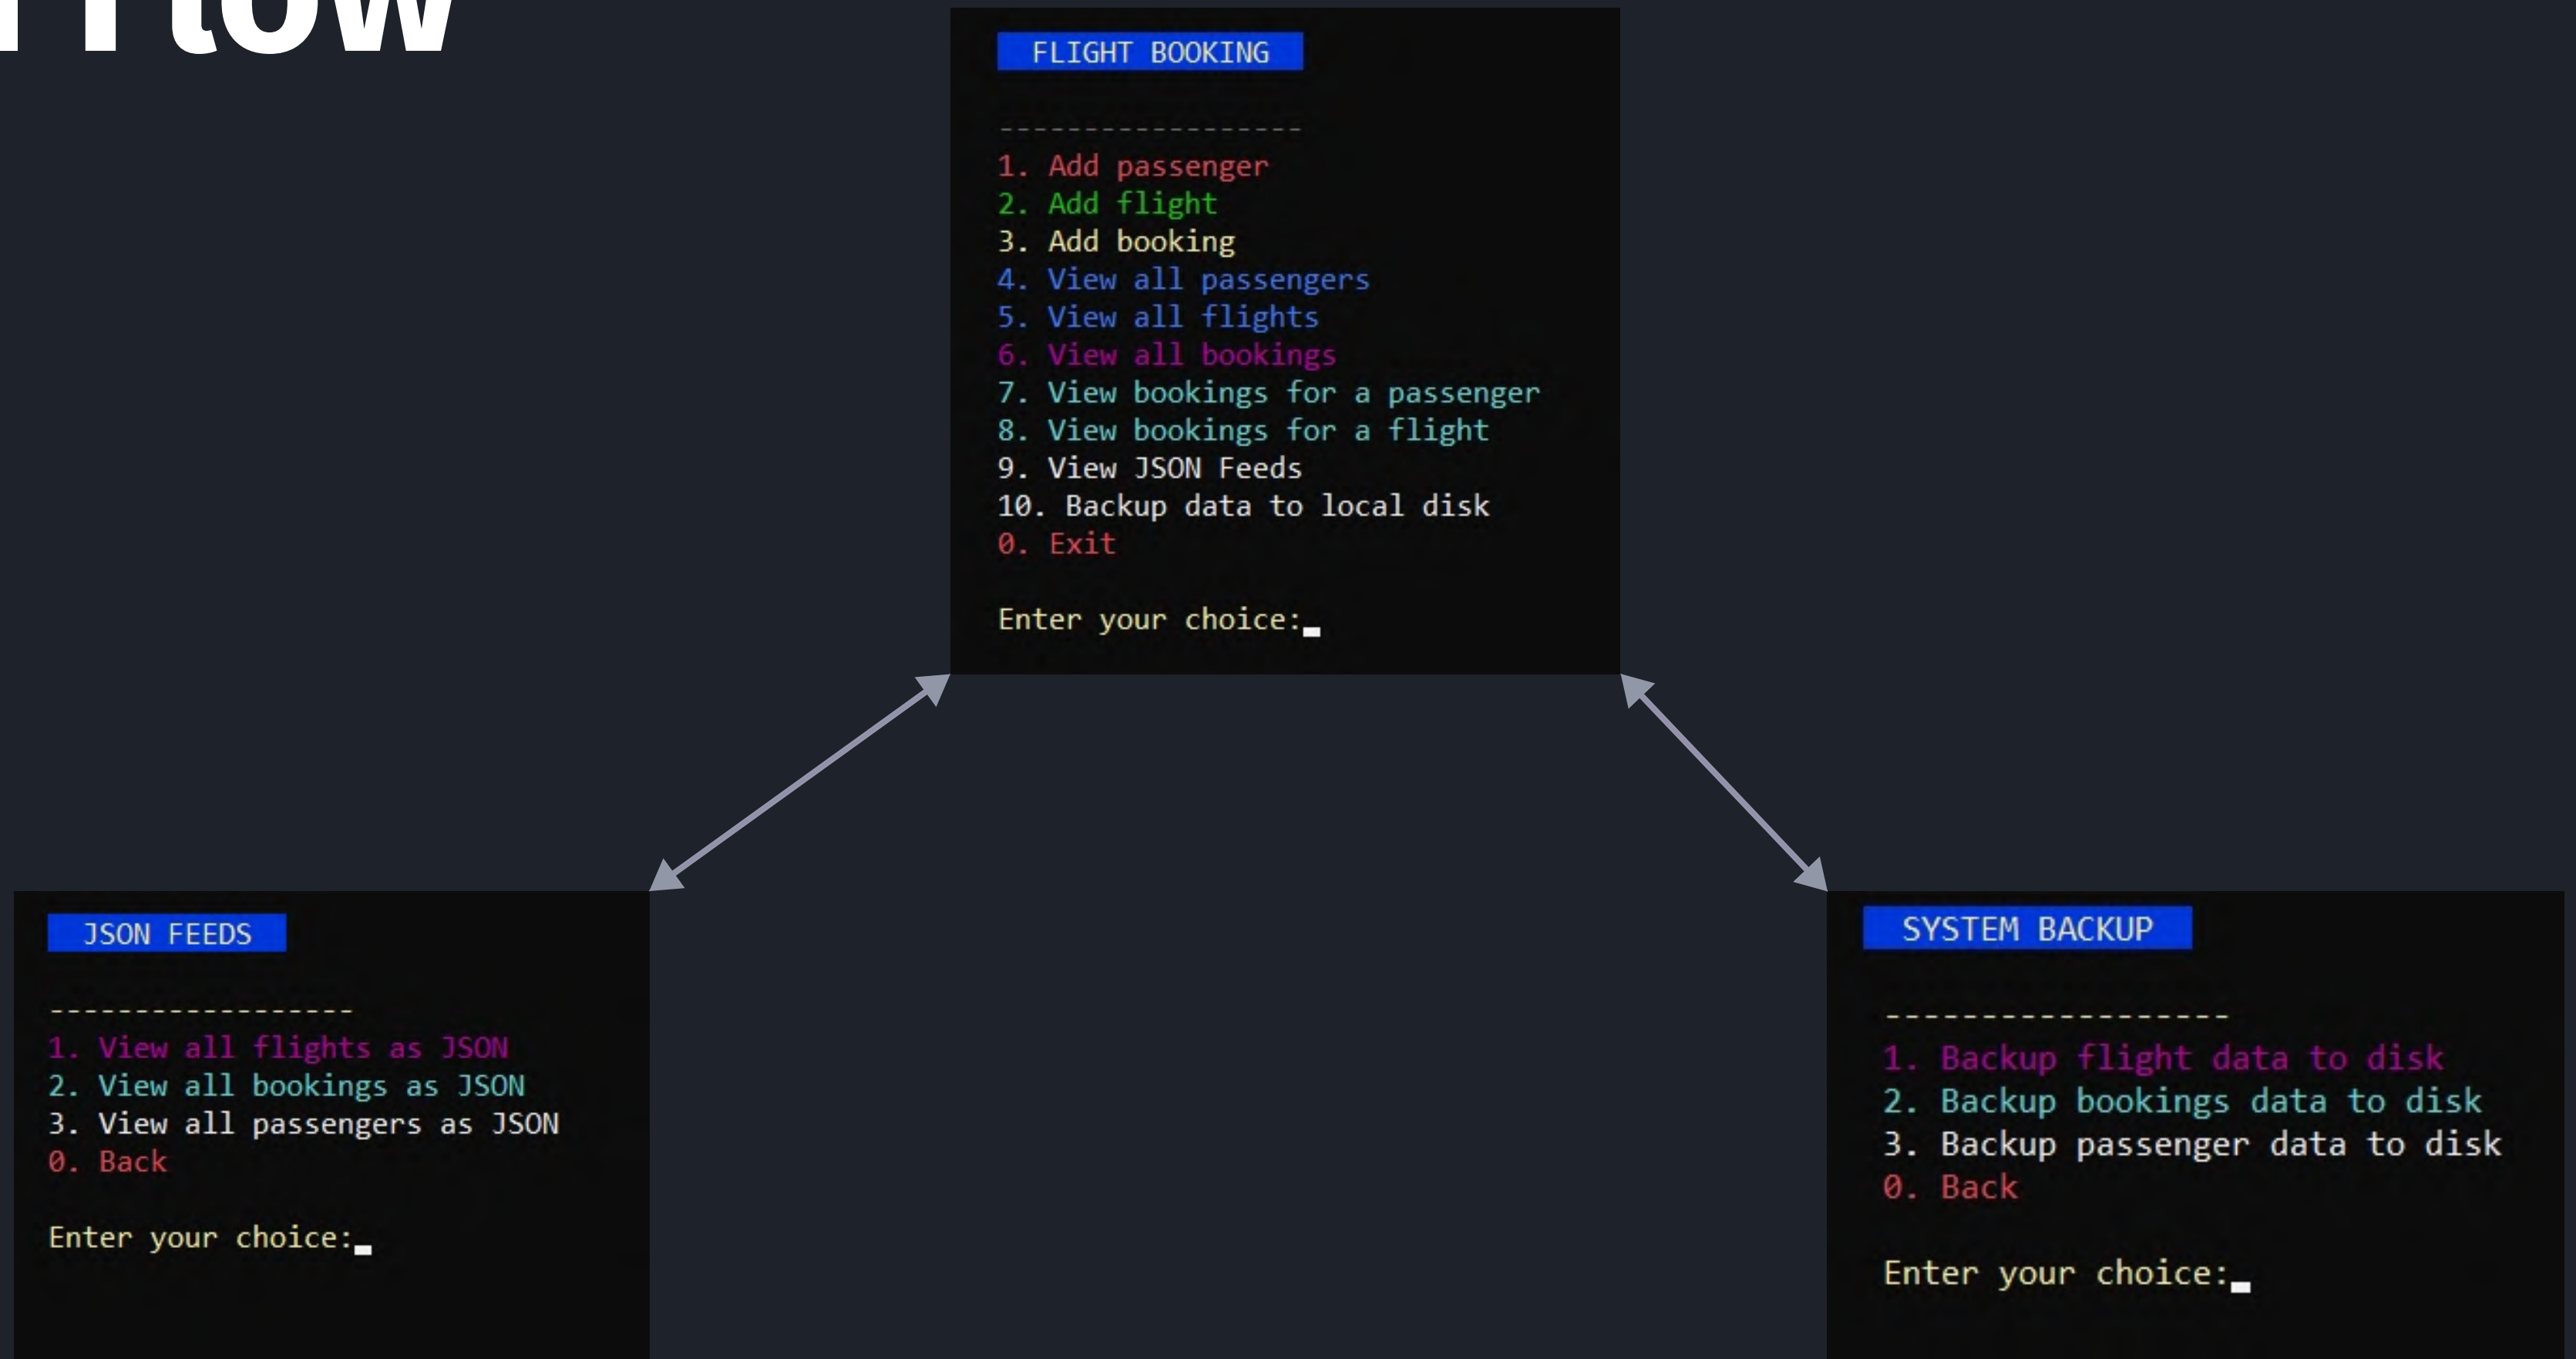 Flow
FLIGHT BOOKING
------------------
1. Add passenger
2. Add flight
3. Add booking
4. View all passengers
5. View all flights
6. View all bookings
7. View bookings for a passenger
8. View bookings for a flight
9. View JSON Feeds
10. Backup data to local disk
0. Exit
Enter your choice:
JSON FEEDS
------------------
1. View all flights as JSON
2. View all bookings as JSON
3. View all passengers as JSON
0. Back
Enter your choice:
SYSTEM BACKUP
------------------
1. Backup flight data to disk
2. Backup bookings data to disk
3. Backup passenger data to disk
0. Back
Enter your choice: